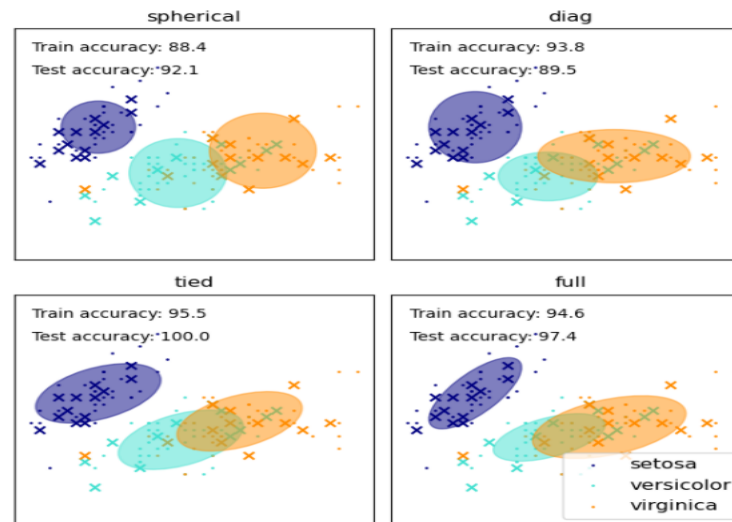 spherical
Train accuracy: 88.4
Test accuracy: 92.1
diag
Train accuracy: 93.8
Test accuracy: 89.5
tied
Train accuracy: 95.5
Test accuracy: 100.0
full
Train accuracy: 94.6
Test accuracy: 97.4
setosa
versicolor
virginica